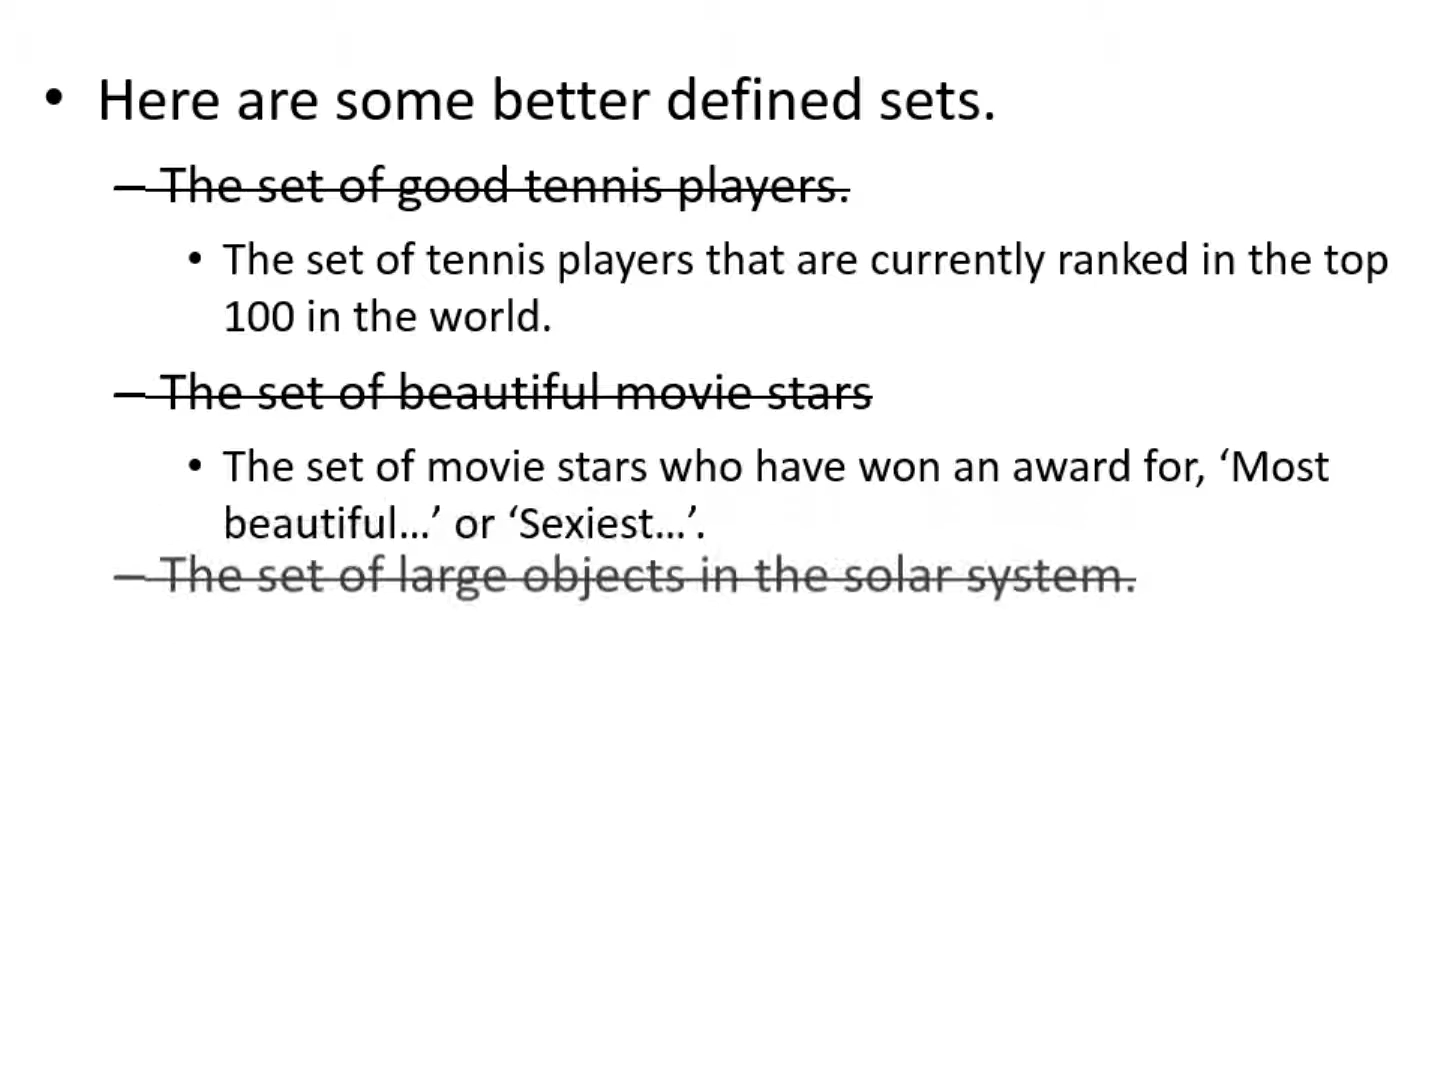 • Here are some better defined sets.
– The set of good tennis players.
• The set of tennis players that are currently ranked in the top
100 in the world.
– The set of beautiful movie stars
• The set of movie stars who have won an award for, ‘Most
beautiful…’ or ‘Sexiest…’.
– The set of large objects in the solar system.